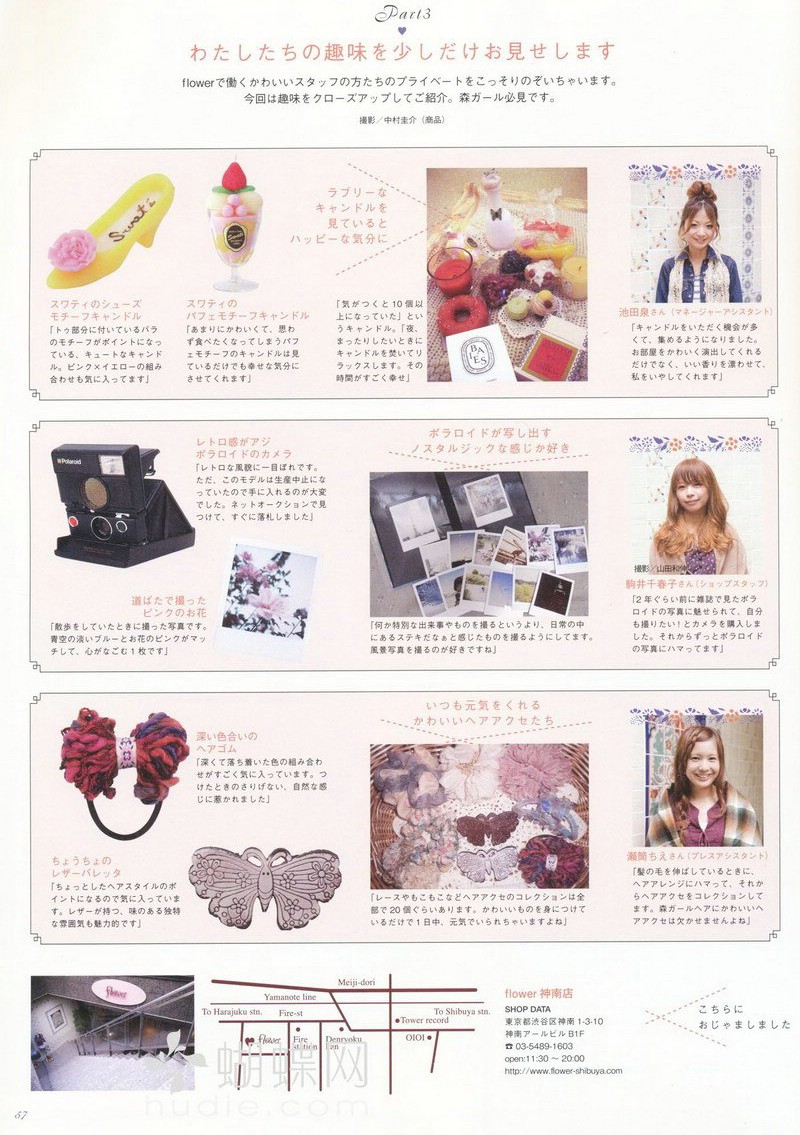 Part3
わたしたちの趣味を少しだけお見せします
flowerで働くかわいいスタッフの方たちのプライベートをこっそりのぞいちゃいます。
今回は趣味をクローズアップしてご紹介。森ガール必見です。
撮影／中村圭介（商品）
Swati
スワティのシューズ
モチーフキャンドル
「トゥ部分に付いているバラ
のモチーフがポイントになっ
ている、キュートなキャンド
ル。ピンク×イエローの組み
合わせも気に入ってます」
スワティの
パフェモチーフキャンドル
「あまりにかわいくて、思わ
ず食べたくなってしまうパフ
ェモチーフのキャンドルは見
ているだけでも幸せな気分に
させてくれます」
ラブリーな
キャンドルを
見ていると
ハッピーな気分に
「気がつくと10個以
上になっていた」とい
うキャンドル。「夜、
まったりしたいときに
キャンドルを焚いてリ
ラックスします。その
時間がすごく幸せ」
BAIES
池田泉さん（マネージャーアシスタント）
「キャンドルをいただく機会が多
くて、集めるようになりました。
お部屋をかわいく演出してくれる
だけでなく、いい香りを漂わせて、
私をいやしてくれます」
Polaroid
レトロ感がアジ
ポラロイドのカメラ
「レトロな風貌に一目ぼれです。
ただ、このモデルは生産中止にな
っていたので手に入れるのが大変
でした。ネットオークションで見
つけて、すぐに落札しました」
道ばたで撮った
ピンクのお花
「散歩をしていたときに撮った写真です。
青空の淡いブルーとお花のピンクがマッ
チして、心がなごむ1枚です」
ポラロイドが写し出す
ノスタルジックな感じが好き
「何か特別な出来事やものを撮るというより、日常の中
にあるステキだなぁと感じたものを撮るようにしてます。
風景写真を撮るのが好きですね」
撮影／山田和伸
駒井千春子さん（ショップスタッフ）
「2年ぐらい前に雑誌で見たポラ
ロイドの写真に魅せられて、自分
も撮りたい！とカメラを購入しま
した。それからずっとポラロイド
の写真にハマってます」
深い色合いの
ヘアゴム
「深くて落ち着いた色の組み合わ
せがすごく気に入っています。つ
けたときのさりげない、自然な感
じに惹かれました」
ちょうちょの
レザーバレッタ
「ちょっとしたヘアスタイルのポ
イントになるので気に入っていま
す。レザーが持つ、味のある独特
な雰囲気も魅力的です」
いつも元気をくれる
かわいいヘアアクセたち
「レースやもこもこなどヘアアクセのコレクションは全
部で20個ぐらいあります。かわいいものを身につけて
いるだけで1日中、元気でいられちゃいますよね」
瀬筒ちえさん（プレスアシスタント）
「髪の毛を伸ばしているときに、
ヘアアレンジにハマって、それか
らヘアアクセをコレクションして
ます。森ガールヘアにかわいいヘ
アアクセは欠かせませんよね」
flower
Meiji-dori
Yamanote line
To Harajuku stn.
Fire-st
To Shibuya stn.
Tower record
flower
Fire station
Denryoku
OIOI
flower 神南店
SHOP DATA
東京都渋谷区神南1-3-10
神南アールビルB1F
☎03-5489-1603
open:11:30 ～ 20:00
http://www.flower-shibuya.com
こちらに
おじゃましました
蝴蝶网
hudie.com
57